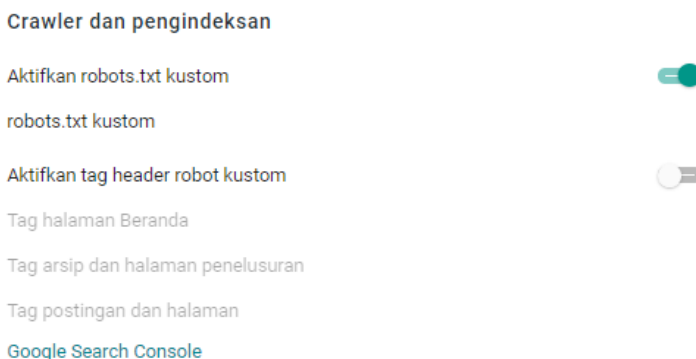 Crawler dan pengindeksan
Aktifkan robots.txt kustom
robots.txt kustom
Aktifkan tag header robot kustom
Tag halaman Beranda
Tag arsip dan halaman penelusuran
Tag postingan dan halaman
Google Search Console